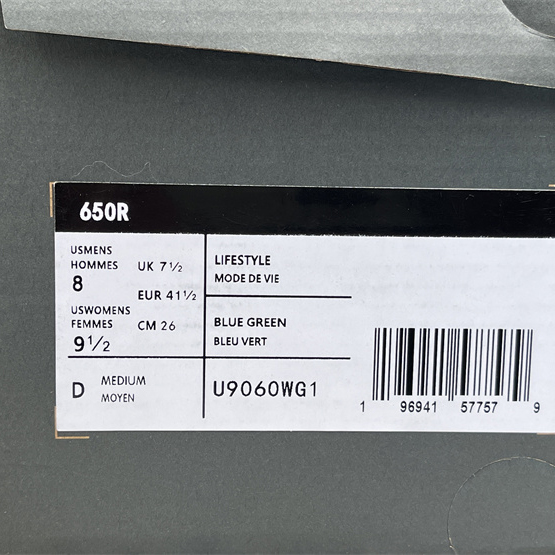 650R
USMENS
HOMMES
8
UK 7½
EUR 41½
USWOMENS
FEMMES
9½
CM 26
D MEDIUM
MOYEN
LIFESTYLE
MODE DE VIE
BLUE GREEN
BLEU VERT
U9060WG1
1 96941 57757 9